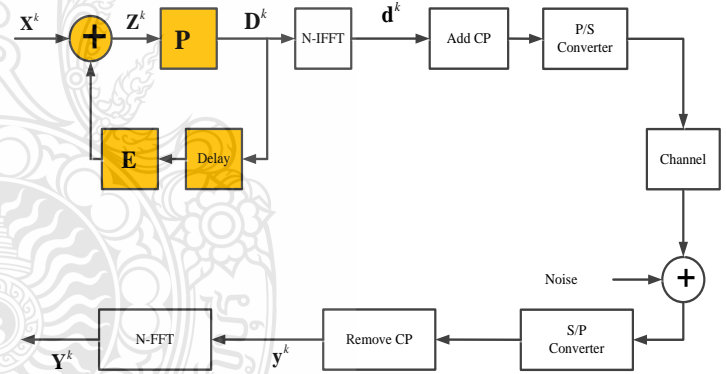 X^k
+
Z^k
P
D^k
N-IFFT
d^k
Add CP
P/S
Converter
E
Delay
Channel
Noise
+
Y^k
N-FFT
y^k
Remove CP
S/P
Converter